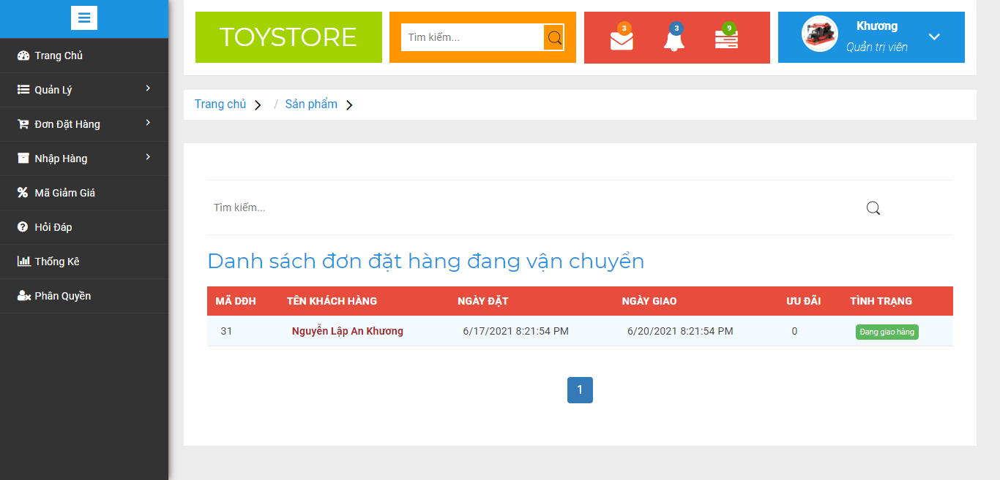 TOYSTORE
Tìm kiếm...
3
3
9
Khương
Quản trị viên
Trang Chủ
Quản Lý
Đơn Đặt Hàng
Nhập Hàng
Mã Giảm Giá
Hỏi Đáp
Thống Kê
Phân Quyền
Trang chủ / Sản phẩm
Tìm kiếm...
Danh sách đơn đặt hàng đang vận chuyển
MÃ DĐH TÊN KHÁCH HÀNG NGÀY ĐẶT NGÀY GIAO ƯU ĐÃI TÌNH TRẠNG
31 Nguyễn Lập An Khương 6/17/2021 8:21:54 PM 6/20/2021 8:21:54 PM 0 Đang giao hàng
1